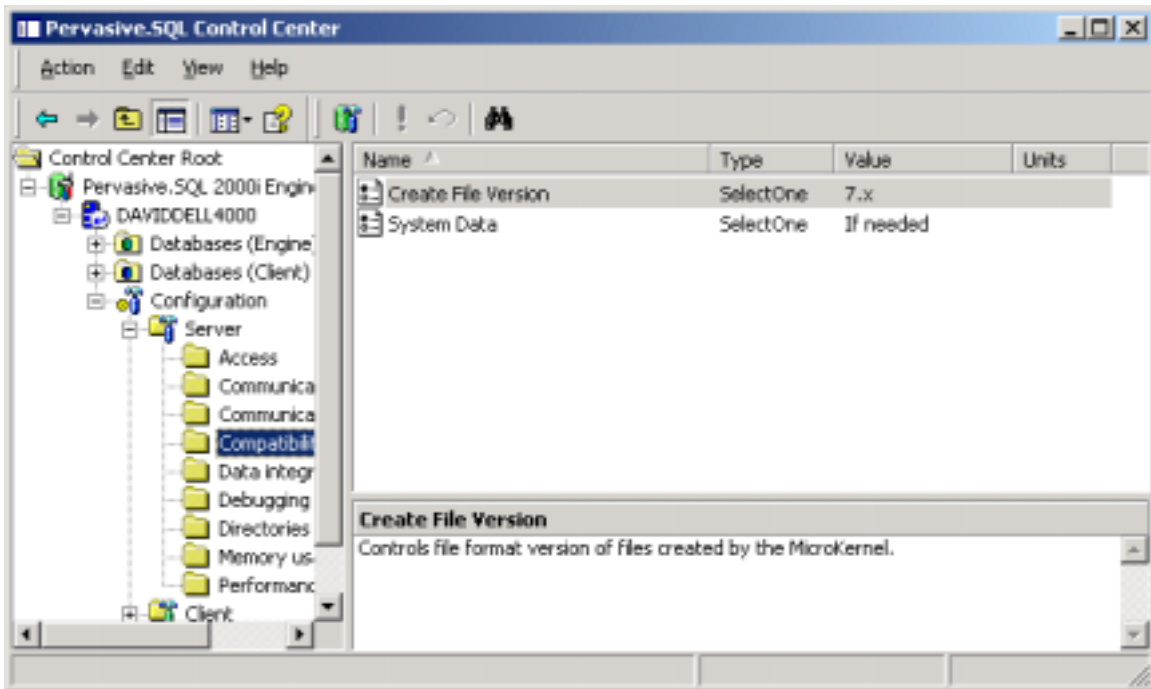 Pervasive.SQL Control Center
Action Edit View Help
Control Center Root
Pervasive.SQL 2000i Engin
DAVIDDELL4000
Databases (Engine)
Databases (Client)
Configuration
Server
Access
Communica
Communica
Compatibilit
Data integr
Debugging
Directories
Memory us
Performanc
Client
Name Type Value Units
Create File Version SelectOne 7.x
System Data SelectOne If needed
Create File Version
Controls file format version of files created by the MicroKernel.